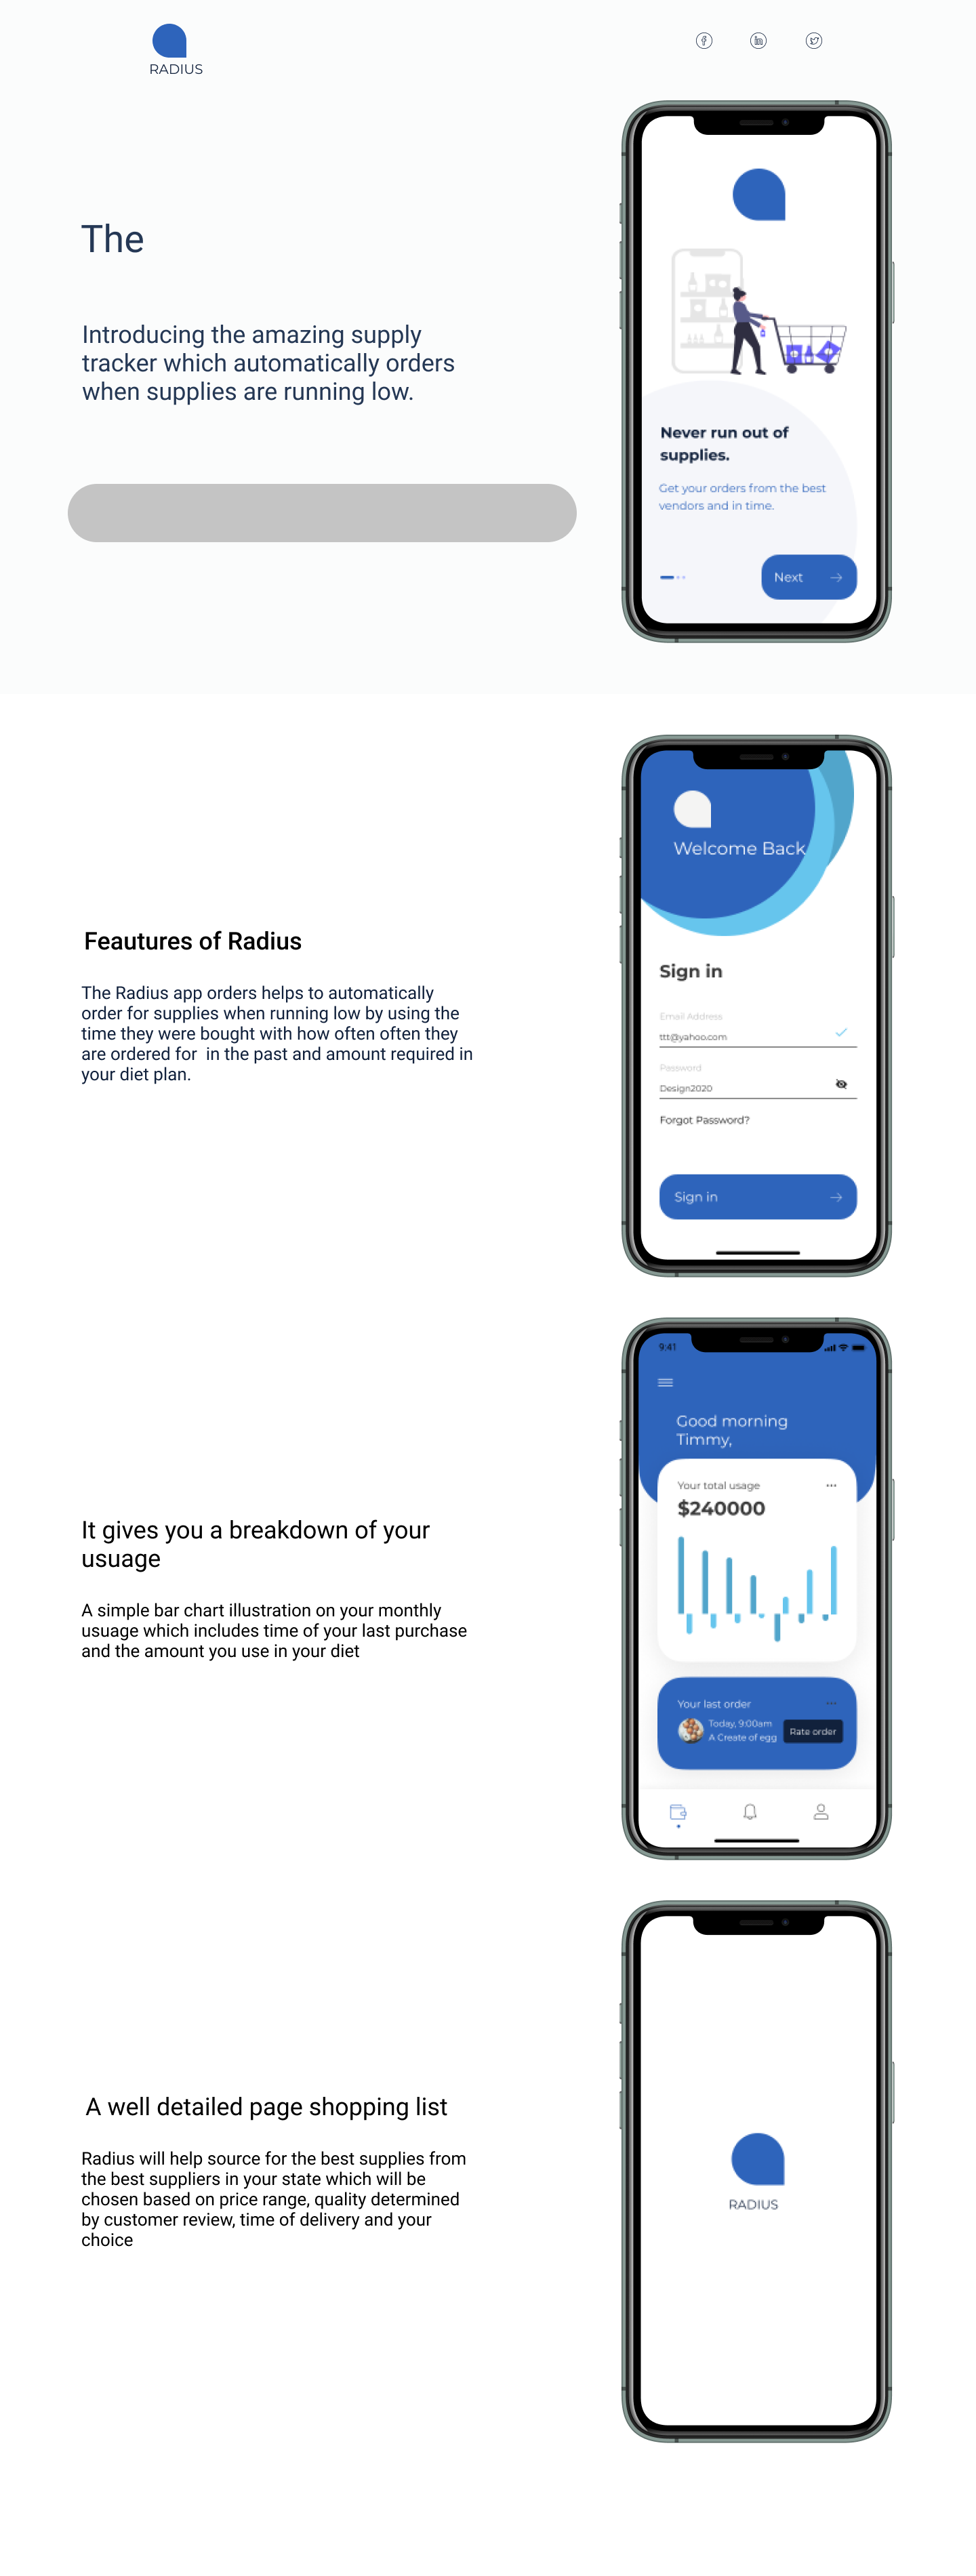 RADIUS
The
Introducing the amazing supply
tracker which automatically orders
when supplies are running low.
Never run out of
supplies.
Get your orders from the best
vendors and in time.
Next
Welcome Back
Sign in
Email Address
ttt@yahoo.com
Password
Design2020
Forgot Password?
Sign in
Feautures of Radius
The Radius app orders helps to automatically
order for supplies when running low by using the
time they were bought with how often often they
are ordered for  in the past and amount required in
your diet plan.
9:41
Good morning
Timmy,
Your total usage
$240000
Your last order
Today, 9:00am
A Create of egg
Rate order
It gives you a breakdown of your
usuage
A simple bar chart illustration on your monthly
usuage which includes time of your last purchase
and the amount you use in your diet
RADIUS
A well detailed page shopping list
Radius will help source for the best supplies from
the best suppliers in your state which will be
chosen based on price range, quality determined
by customer review, time of delivery and your
choice